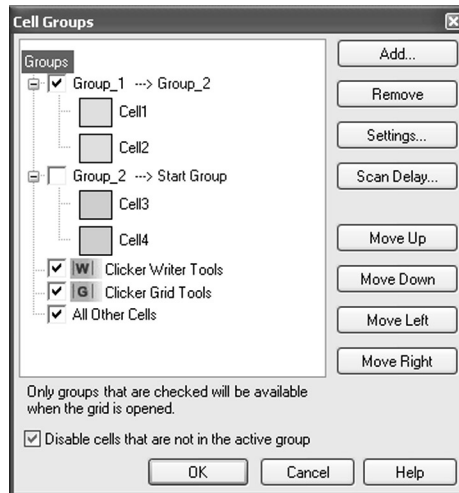 Cell Groups
Groups
Group_1 ---> Group_2
Cell1
Cell2
Group_2 ---> Start Group
Cell3
Cell4
W Clicker Writer Tools
G Clicker Grid Tools
All Other Cells
Add...
Remove
Settings...
Scan Delay...
Move Up
Move Down
Move Left
Move Right
Only groups that are checked will be available
when the grid is opened.
Disable cells that are not in the active group
OK
Cancel
Help